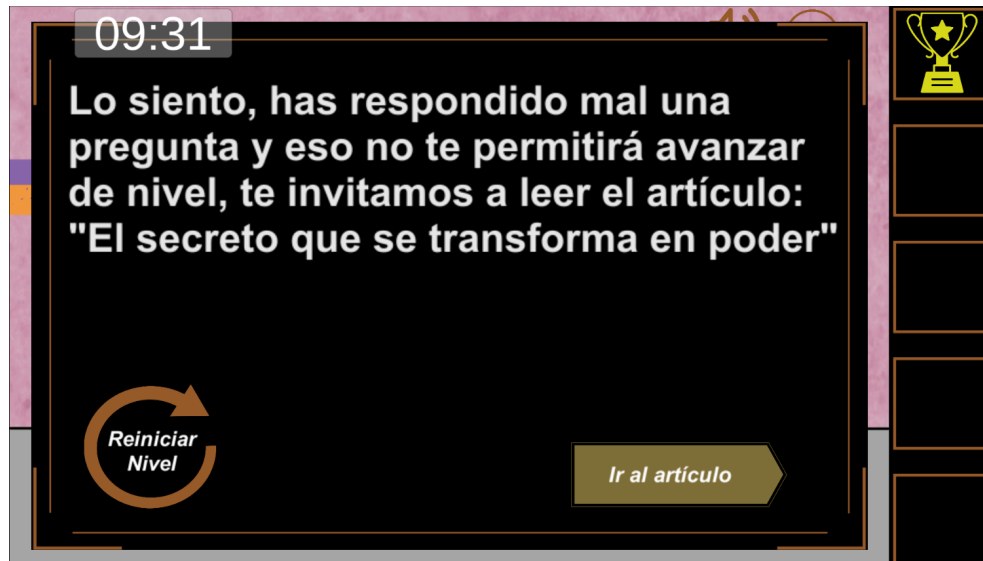 09:31
Lo siento, has respondido mal una
pregunta y eso no te permitirá avanzar
de nivel, te invitamos a leer el artículo:
"El secreto que se transforma en poder"
Reiniciar
Nivel
Ir al artículo